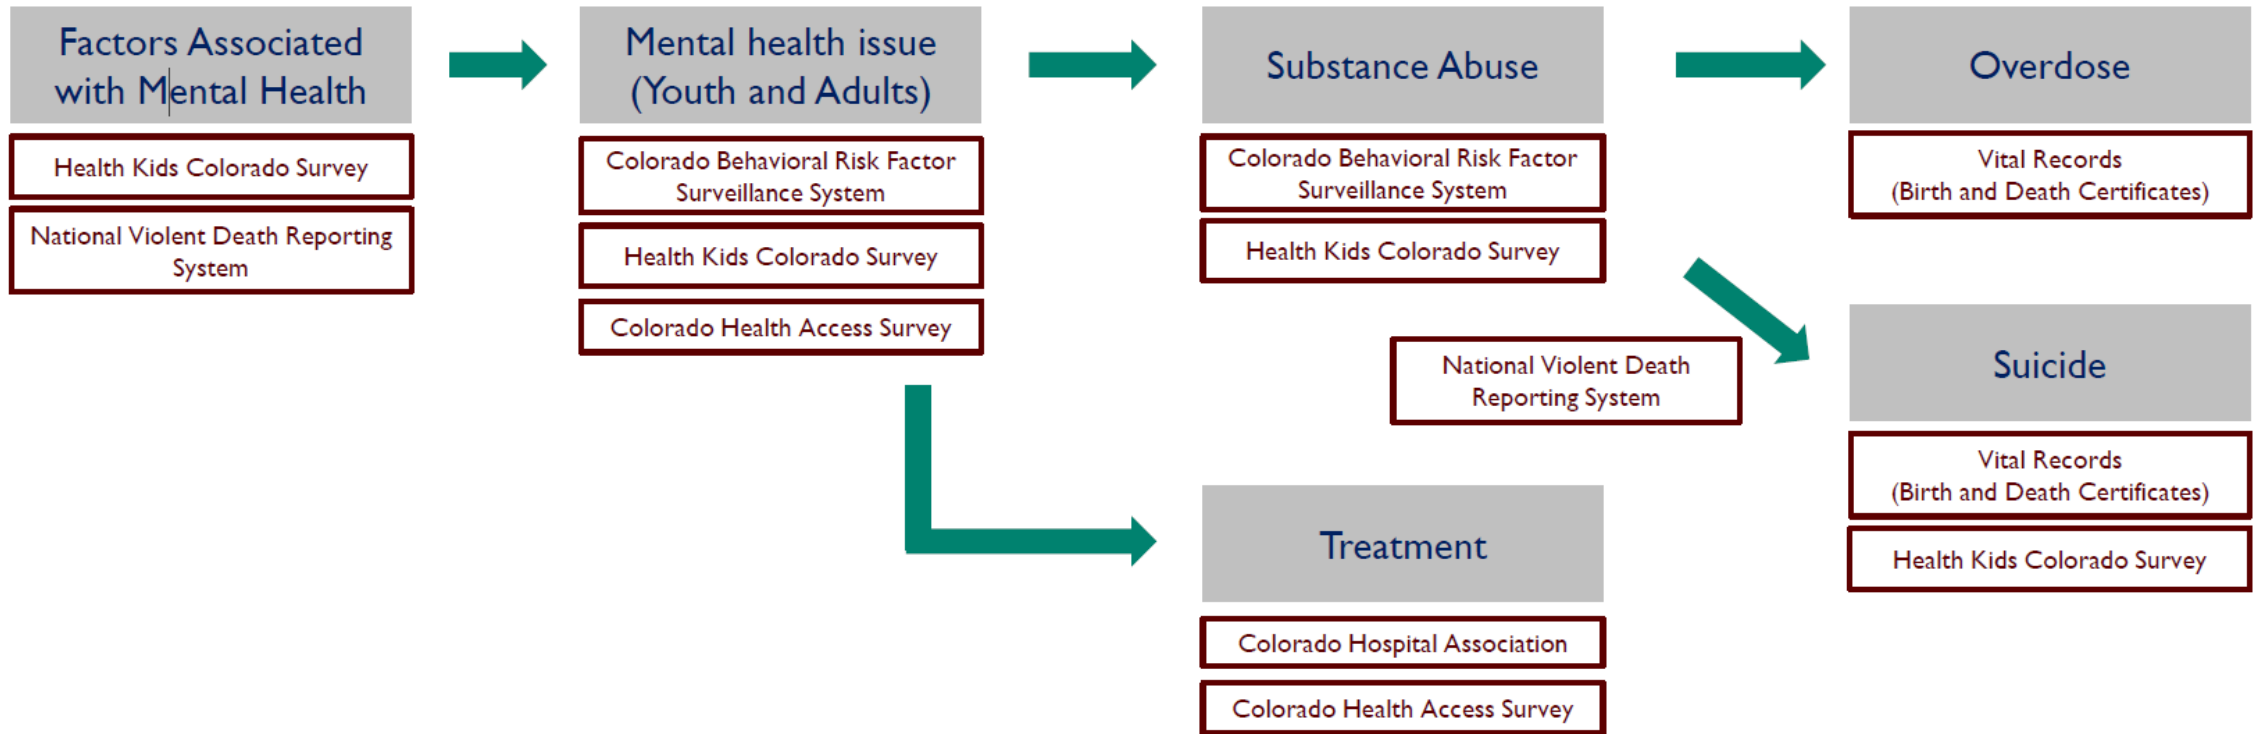 Factors Associated
with Mental Health
Health Kids Colorado Survey
National Violent Death Reporting
System
Mental health issue
(Youth and Adults)
Colorado Behavioral Risk Factor
Surveillance System
Health Kids Colorado Survey
Colorado Health Access Survey
Substance Abuse
Colorado Behavioral Risk Factor
Surveillance System
Health Kids Colorado Survey
National Violent Death
Reporting System
Treatment
Colorado Hospital Association
Colorado Health Access Survey
Overdose
Vital Records
(Birth and Death Certificates)
Suicide
Vital Records
(Birth and Death Certificates)
Health Kids Colorado Survey